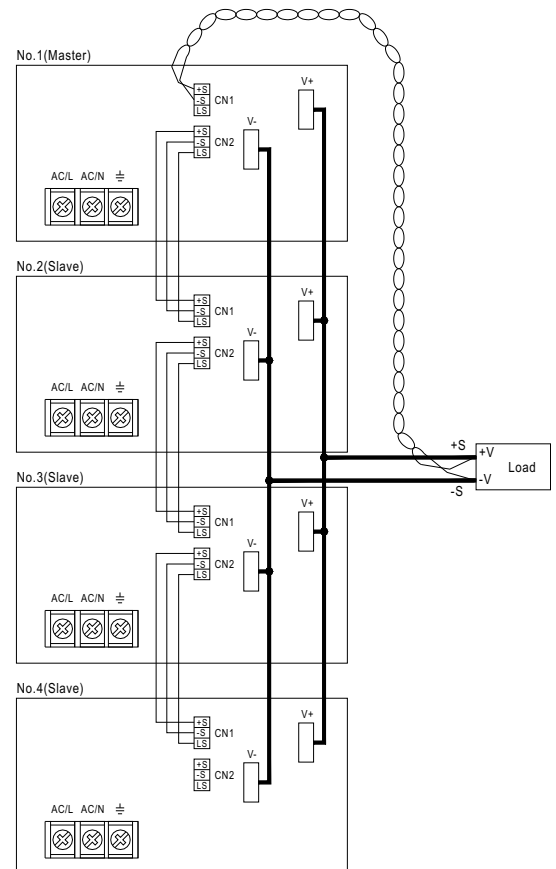 No.1(Master)
+S
-S
LS
CN1
V+
+S
-S
LS
CN2
V-
AC/L AC/N ⏚
No.2(Slave)
+S
-S
LS
CN1
V+
+S
-S
LS
CN2
V-
AC/L AC/N ⏚
+S
+V
-V
-S
Load
No.3(Slave)
+S
-S
LS
CN1
V+
+S
-S
LS
CN2
V-
AC/L AC/N ⏚
No.4(Slave)
+S
-S
LS
CN1
V+
+S
-S
LS
CN2
V-
AC/L AC/N ⏚